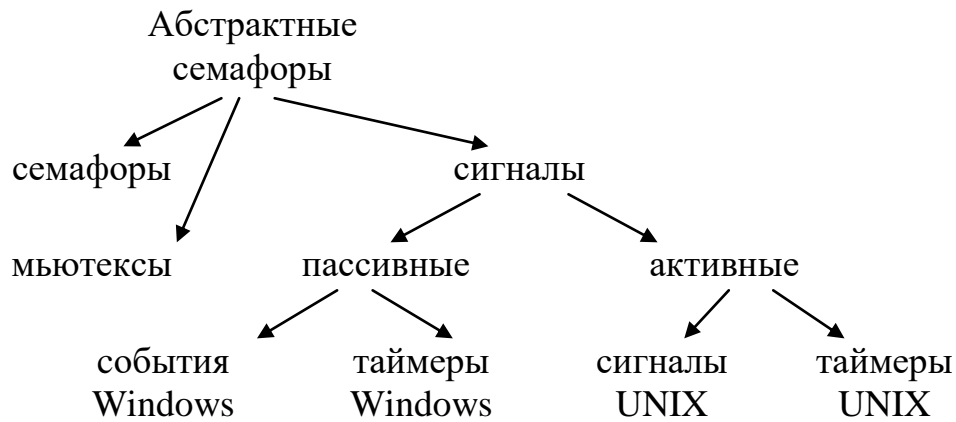 Абстрактные
семафоры
семафоры
сигналы
мьютексы
пассивные
активные
события
Windows
таймеры
Windows
сигналы
UNIX
таймеры
UNIX